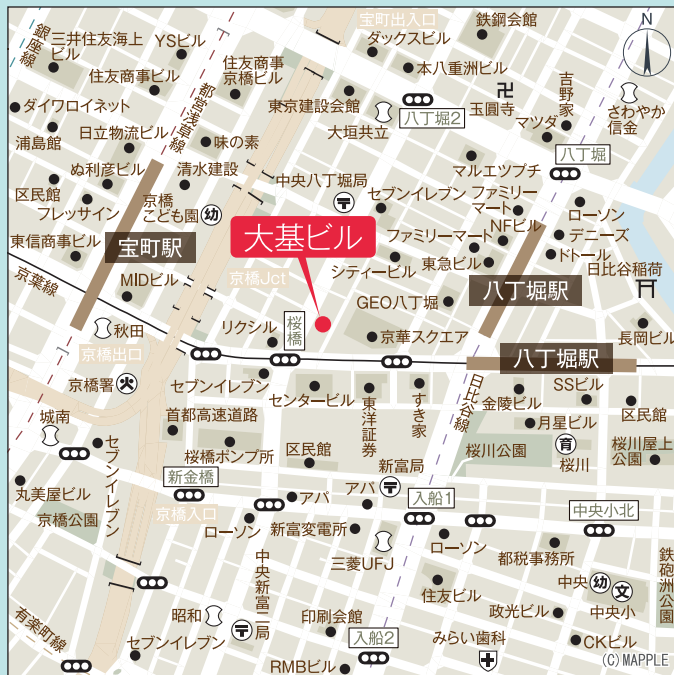 宝町出入口
鉄鋼会館
N
銀座線
三井住友海上
ビル
YSビル
ダックスビル
住友商事ビル
住友商事
京橋ビル
本八重洲ビル
吉野家
ダイワロイネット
都営浅草線
東京建設会館
玉圓寺
さわやか
信金
浦島館
日立物流ビル
味の素
大垣共立
八丁堀2
マツダ
八丁堀
ぬ利彦ビル
清水建設
マルエツプチ
区民館
中央八丁堀局
フレッサイン
京橋
こども園
幼
セブンイレブン
ファミリー
マート
ローソン
東信商事ビル
宝町駅
大基ビル
ファミリーマート
NFビル
デニーズ
ドトール
京葉線
MIDビル
京橋Jct
シティービル
東急ビル
日比谷稲荷
GEO八丁堀
八丁堀駅
秋田
リクシル
桜橋
京華スクエア
長岡ビル
京橋出口
八丁堀駅
京橋署
セブンイレブン
センタービル
東洋証券
すき家
日比谷線
金陵ビル
SSビル
区民館
城南
首都高速道路
月星ビル
セブンイレブン
桜橋ポンプ所
区民館
桜川公園
育
桜川
桜川屋上
公園
新金橋
新富局
丸美屋ビル
アパ
アパ
入船1
中央小北
京橋公園
京橋入口
ローソン
新富変電所
ローソン
都税事務所
三菱UFJ
中央新富二局
住友ビル
中央
幼
文
中央小
鉄砲洲公園
昭和
印刷会館
政光ビル
有楽町線
セブンイレブン
入船2
みらい歯科
CKビル
RMBビル
(C)MAPPLE